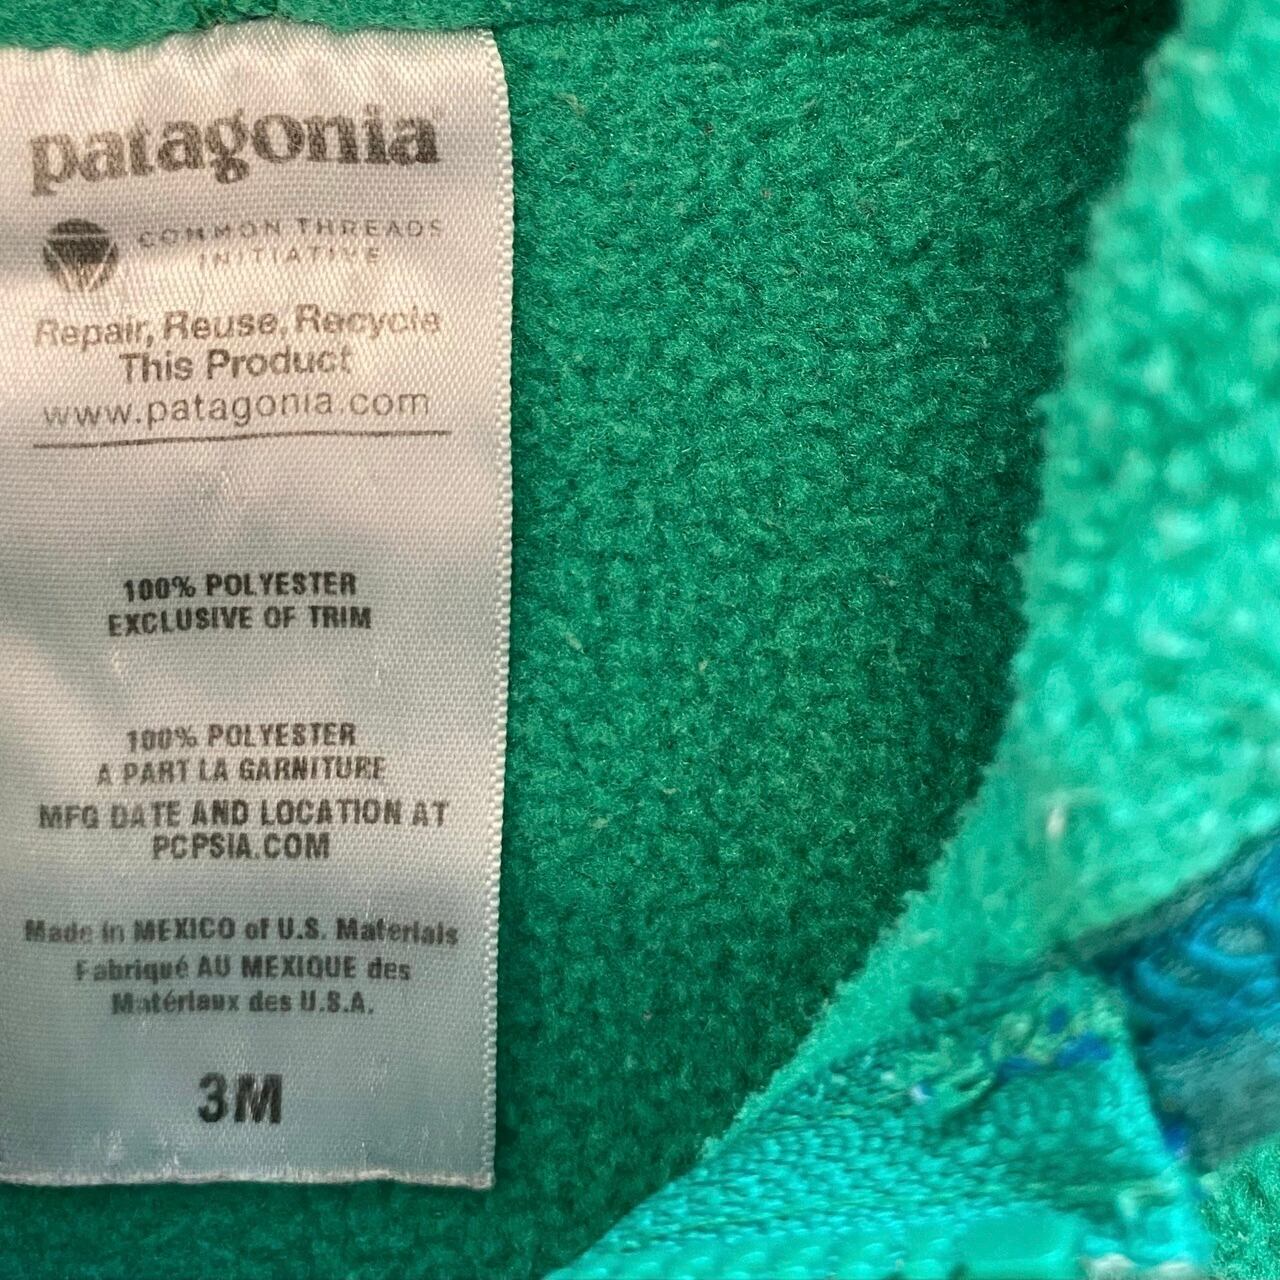 patagonia
COMMON THREADS
INITIATIVE
Repair, Reuse, Recycle
This Product
www.patagonia.com
100% POLYESTER
EXCLUSIVE OF TRIM
100% POLYESTER
A PART LA GARNITURE
MFG DATE AND LOCATION AT
PCPSIA.COM
Made in MEXICO of U.S. Materials
Fabriqué AU MEXIQUE des
Matériaux des U.S.A.
3M